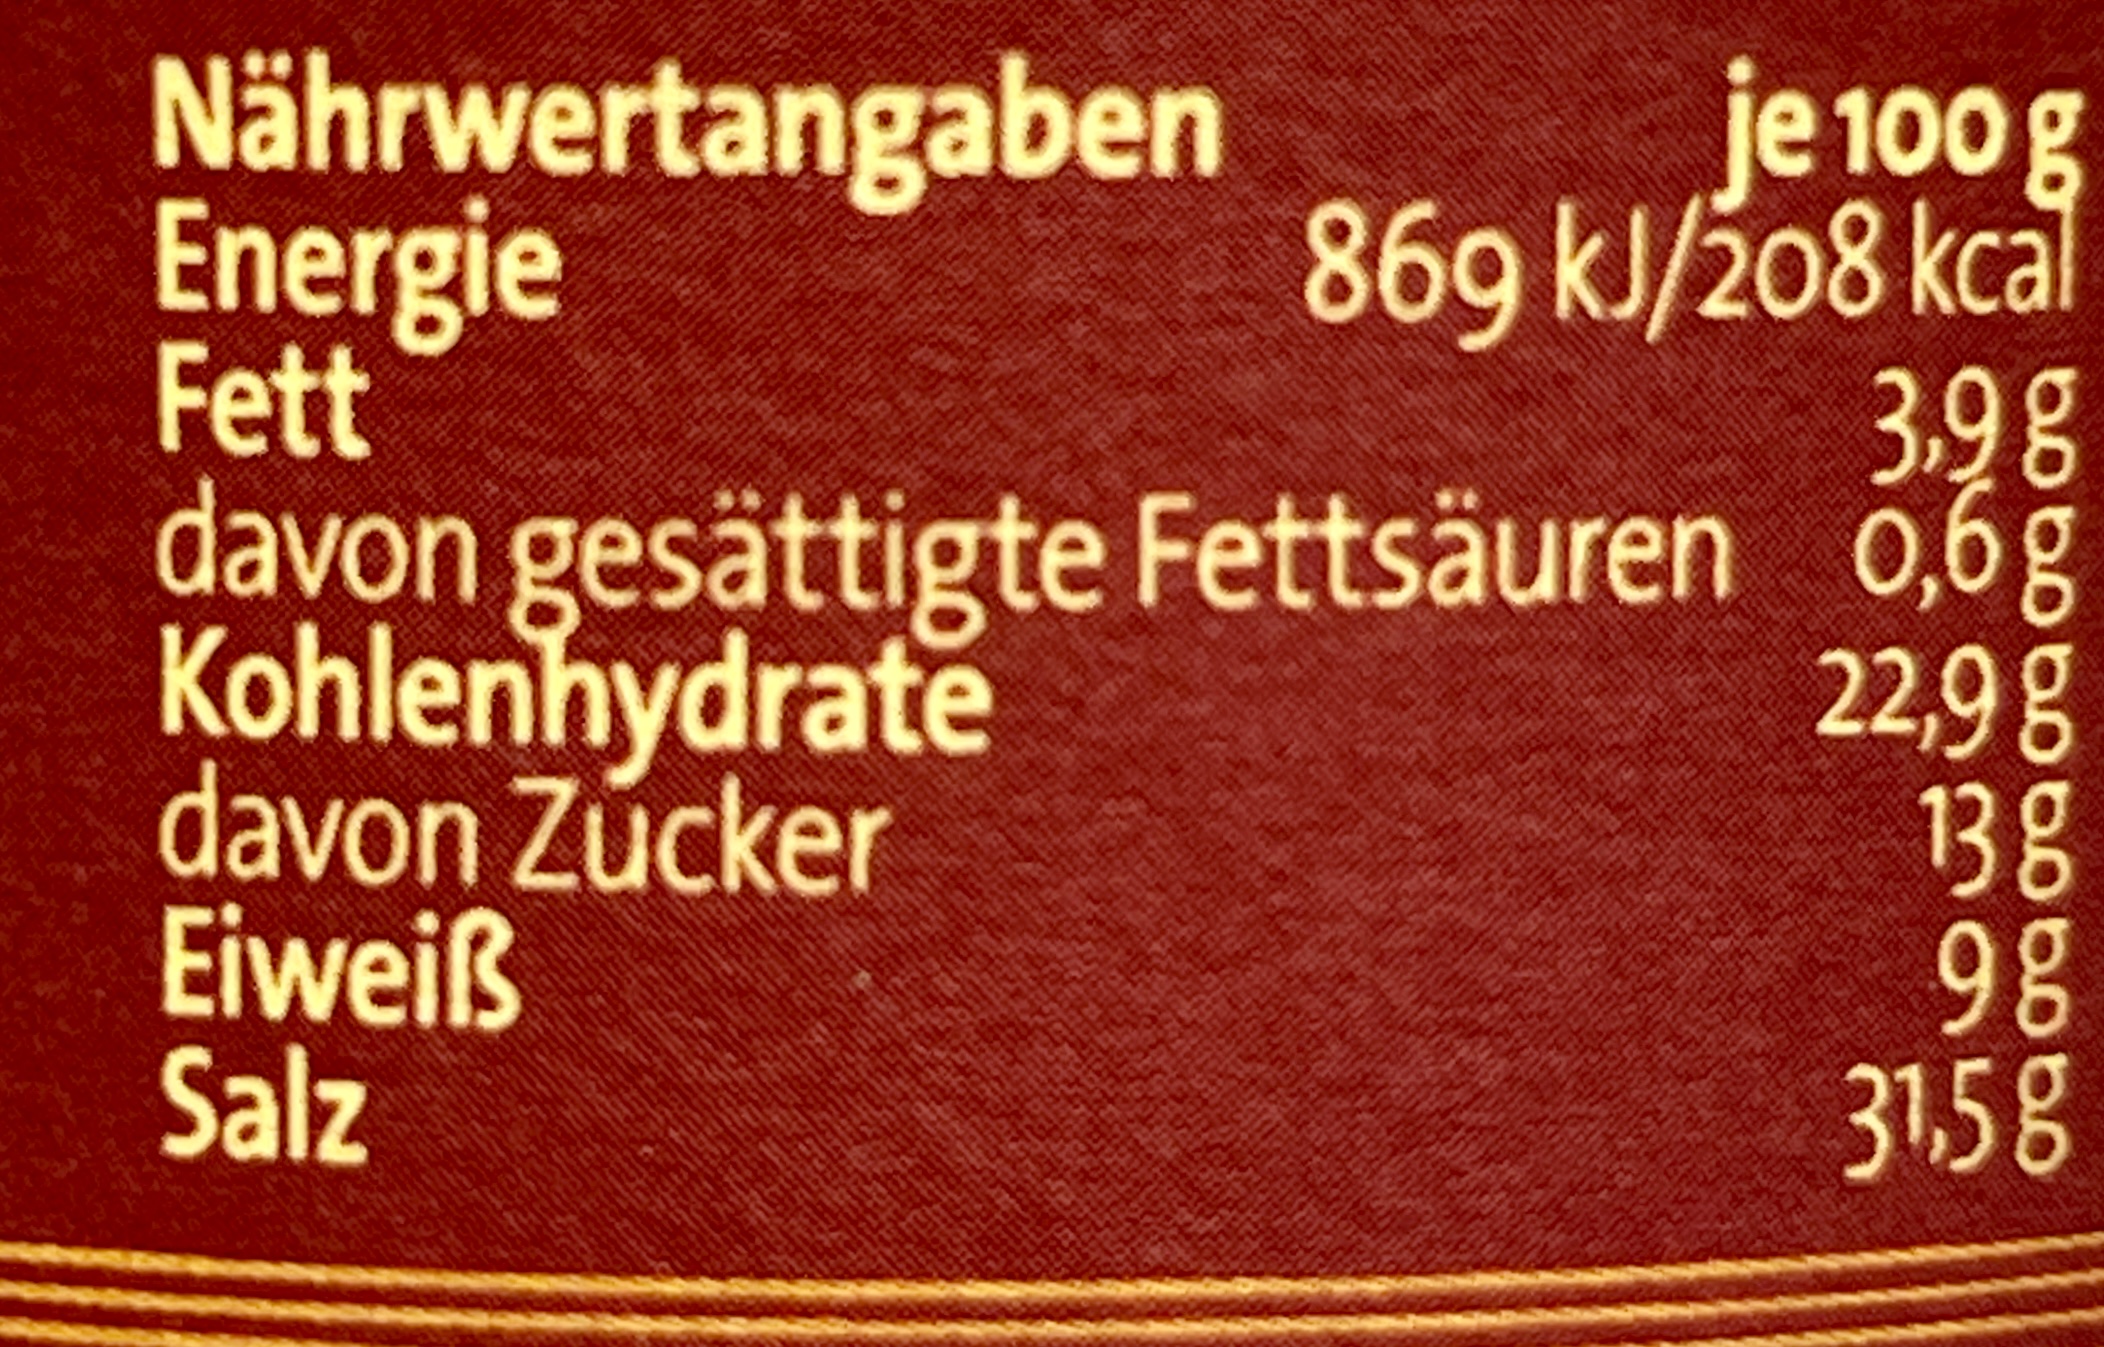 Nährwertangaben je 100 g
Energie 869 kJ/208 kcal
Fett 3,9 g
davon gesättigte Fettsäuren 0,6 g
Kohlenhydrate 22,9 g
davon Zucker 13 g
Eiweiß 9 g
Salz 31,5 g